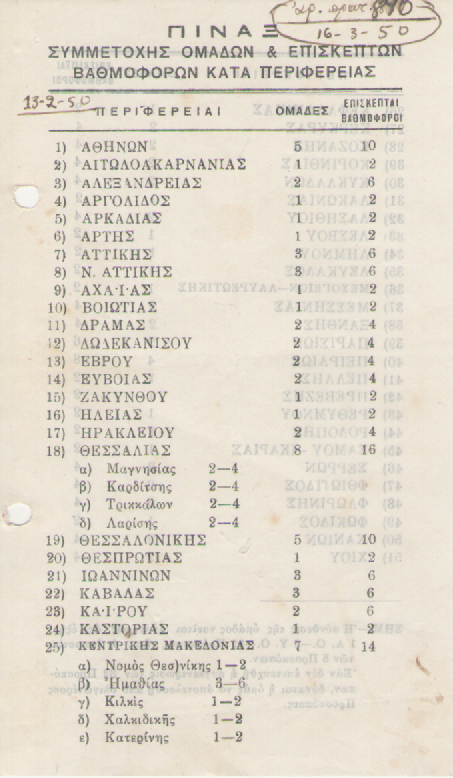 16-3-50
ΠΙΝΑΞ
ΣΥΜΜΕΤΟΧΗΣ ΟΜΑΔΩΝ & ΕΠΙΣΚΕΠΤΩΝ
ΒΑΘΜΟΦΟΡΩΝ ΚΑΤΑ ΠΕΡΙΦΕΡΕΙΑΣ
13-2-50
ΠΕΡΙΦΕΡΕΙΑΙ ΟΜΑΔΕΣ ΕΠΙΣΚΕΠΤΑΙ ΒΑΘΜΟΦΟΡΟΙ
1) ΑΘΗΝΩΝ 5 10
2) ΑΙΤΩΛΟΑΚΑΡΝΑΝΙΑΣ 1 2
3) ΑΛΕΞΑΝΔΡΕΙΑΣ 2 6
4) ΑΡΓΟΛΙΔΟΣ 1 2
5) ΑΡΚΑΔΙΑΣ 1 2
6) ΑΡΤΗΣ 1 2
7) ΑΤΤΙΚΗΣ 3 6
8) Ν. ΑΤΤΙΚΗΣ 3 6
9) ΑΧΑ·Ι·ΑΣ 1 2
10) ΒΟΙΩΤΙΑΣ 1 2
11) ΔΡΑΜΑΣ 2 4
12) ΔΩΔΕΚΑΝΙΣΟΥ 2 4
13) ΕΒΡΟΥ 2 4
14) ΕΥΒΟΙΑΣ 2 4
15) ΖΑΚΥΝΘΟΥ 1 2
16) ΗΛΕΙΑΣ 1 2
17) ΗΡΑΚΛΕΙΟΥ 2 4
18) ΘΕΣΣΑΛΙΑΣ 8 16
α) Μαγνησίας 2—4
β) Καρδίτσης 2—4
γ) Τρικκάλων 2—4
δ) Λαρίσης 2—4
19) ΘΕΣΣΑΛΟΝΙΚΗΣ 5 10
20) ΘΕΣΠΡΩΤΙΑΣ 1 2
21) ΙΩΑΝΝΙΝΩΝ 3 6
22) ΚΑΒΑΛΑΣ 3 6
23) ΚΑ·Ι·ΡΟΥ 2 6
24) ΚΑΣΤΟΡΙΑΣ 1 2
25) ΚΕΝΤΡΙΚΗΣ ΜΑΚΕΔΟΝΙΑΣ 7 14
α) Νομὸς Θεσ)νίκης 1—2
β) Ἠμαθίας 3—6
γ) Κιλκὶς 1—2
δ) Χαλκιδικῆς 1—2
ε) Κατερίνης 1—2